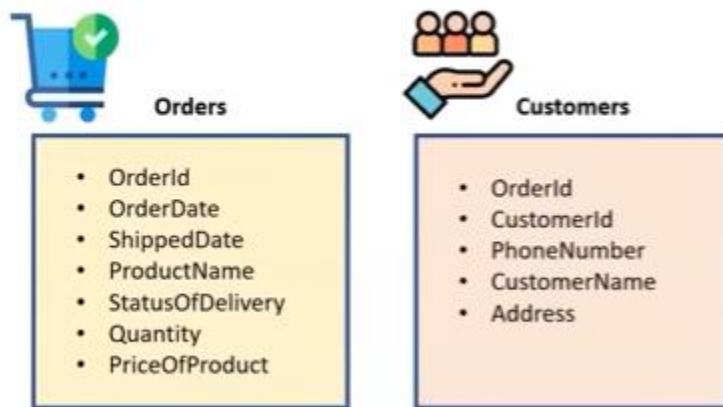 Orders
• OrderId
• OrderDate
• ShippedDate
• ProductName
• StatusOfDelivery
• Quantity
• PriceOfProduct
Customers
• OrderId
• CustomerId
• PhoneNumber
• CustomerName
• Address